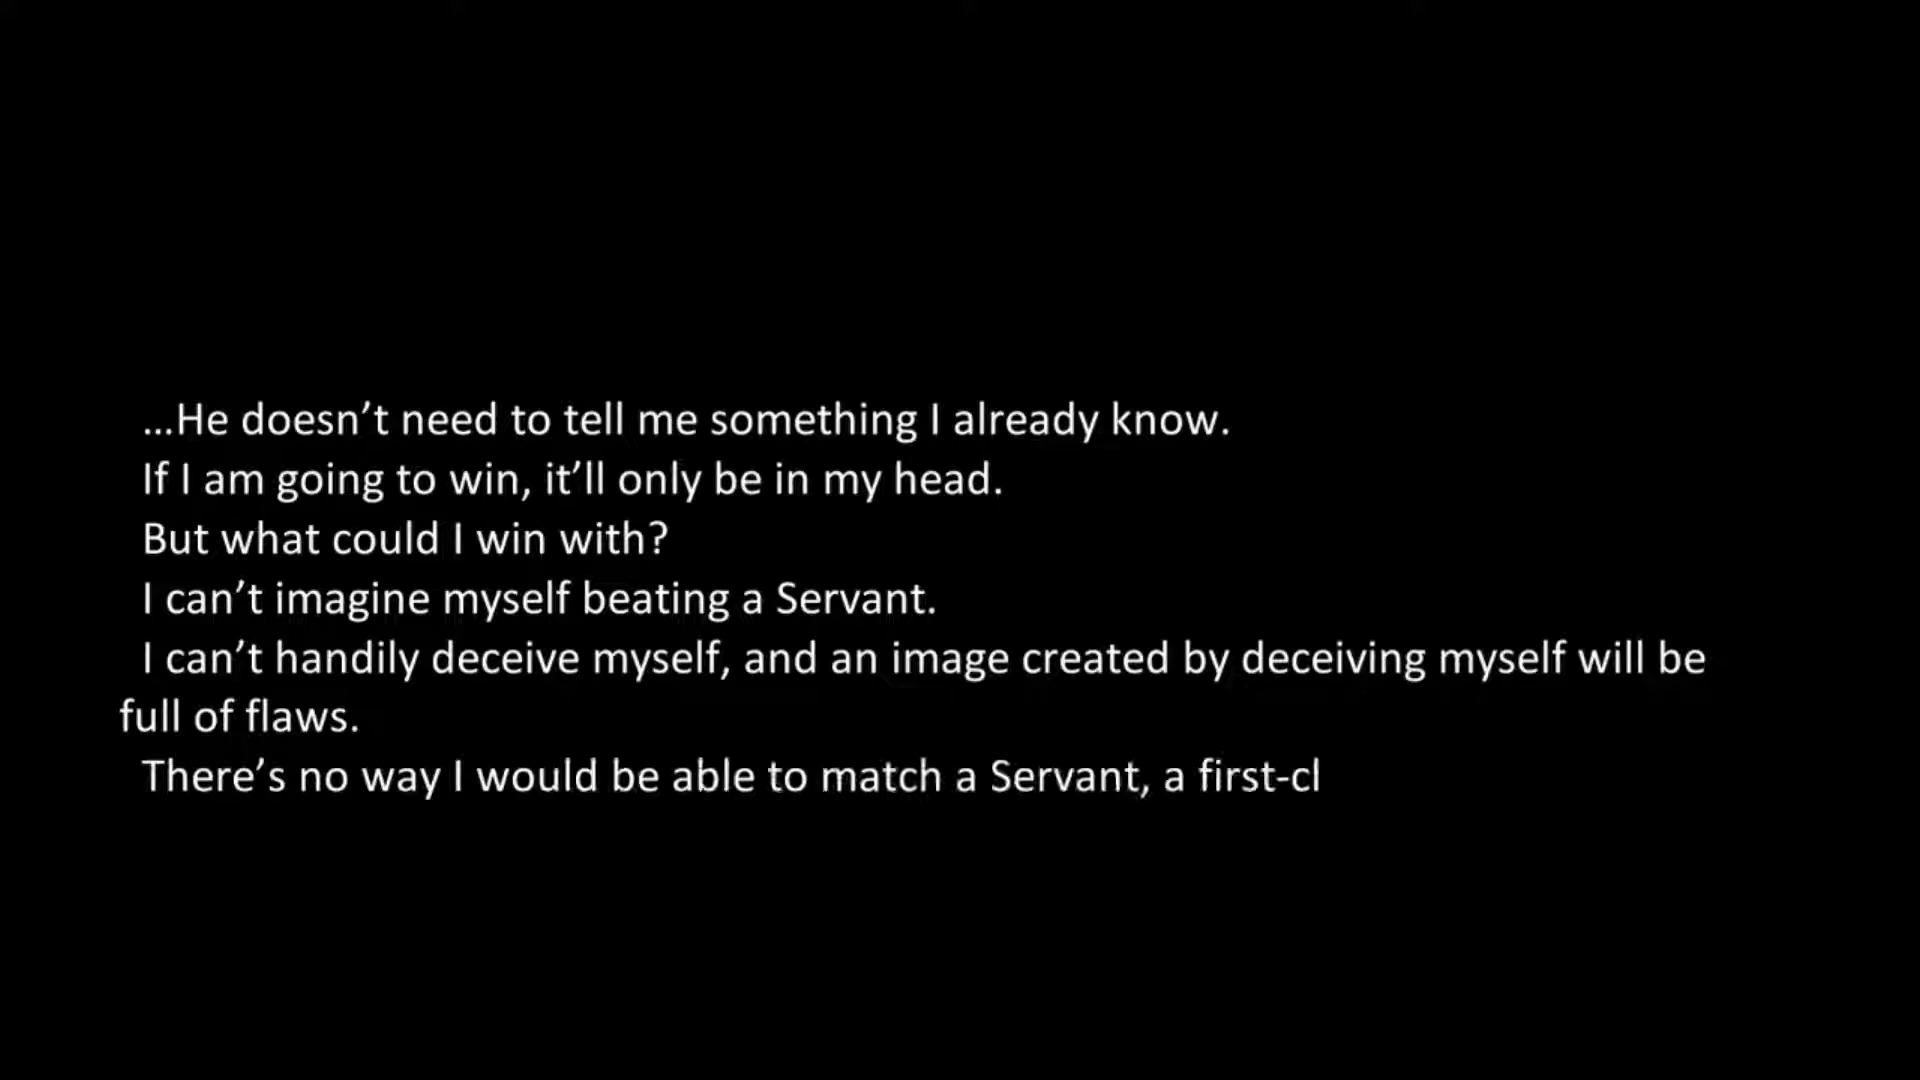 …He doesn’t need to tell me something I already know.
If I am going to win, it’ll only be in my head.
But what could I win with?
I can’t imagine myself beating a Servant.
I can’t handily deceive myself, and an image created by deceiving myself will be
full of flaws.
There’s no way I would be able to match a Servant, a first-cl